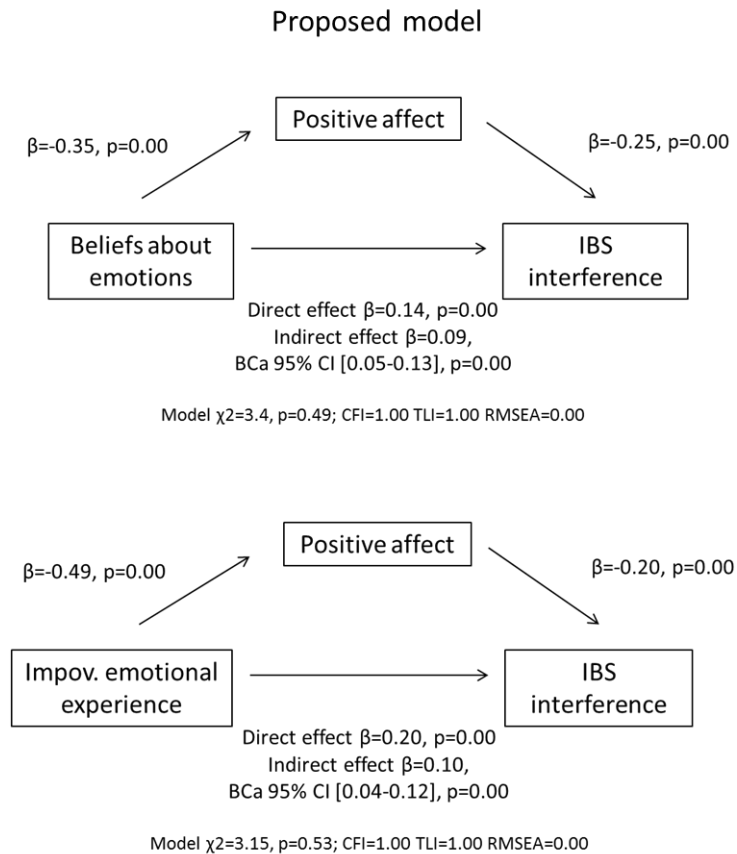 Proposed model
Positive affect
β=-0.35, p=0.00
β=-0.25, p=0.00
Beliefs about
emotions
IBS
interference
Direct effect β=0.14, p=0.00
Indirect effect β=0.09,
BCa 95% CI [0.05-0.13], p=0.00
Model χ2=3.4, p=0.49; CFI=1.00 TLI=1.00 RMSEA=0.00
Positive affect
β=-0.49, p=0.00
β=-0.20, p=0.00
Impov. emotional
experience
IBS
interference
Direct effect β=0.20, p=0.00
Indirect effect β=0.10,
BCa 95% CI [0.04-0.12], p=0.00
Model χ2=3.15, p=0.53; CFI=1.00 TLI=1.00 RMSEA=0.00